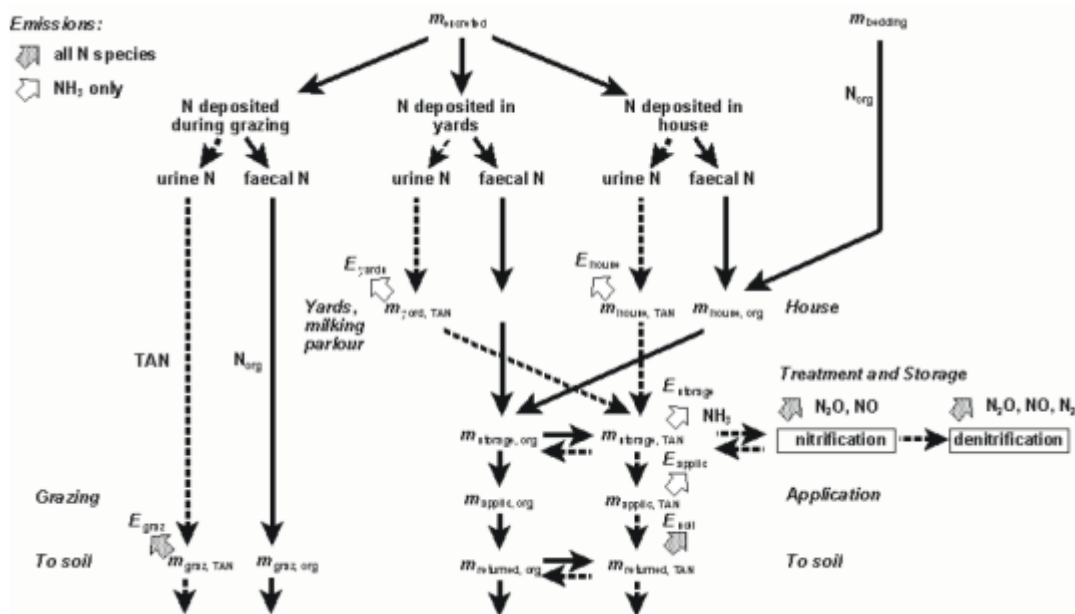 Emissions:
all N species
NH3 only
m excreted
m bedding
N deposited
during grazing
N deposited in
yards
N deposited in
house
Norg
urine N
faecal N
urine N
faecal N
urine N
faecal N
E yards
E house
m yard, TAN
m house, TAN
m house, org
House
Yards,
milking
parlour
TAN
Norg
E storage
Treatment and Storage
NH3
N2O, NO
N2O, NO, N2
m storage, org
m storage, TAN
nitrification
denitrification
E applic
Grazing
m applic, org
m applic, TAN
Application
E graz
E soil
To soil
m graz, TAN
m graz, org
m returned, org
m returned, TAN
To soil